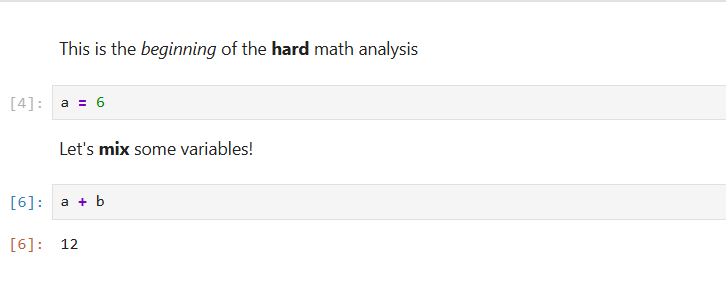 This is the beginning of the hard math analysis
[4]: a = 6
Let's mix some variables!
[6]: a + b
[6]: 12